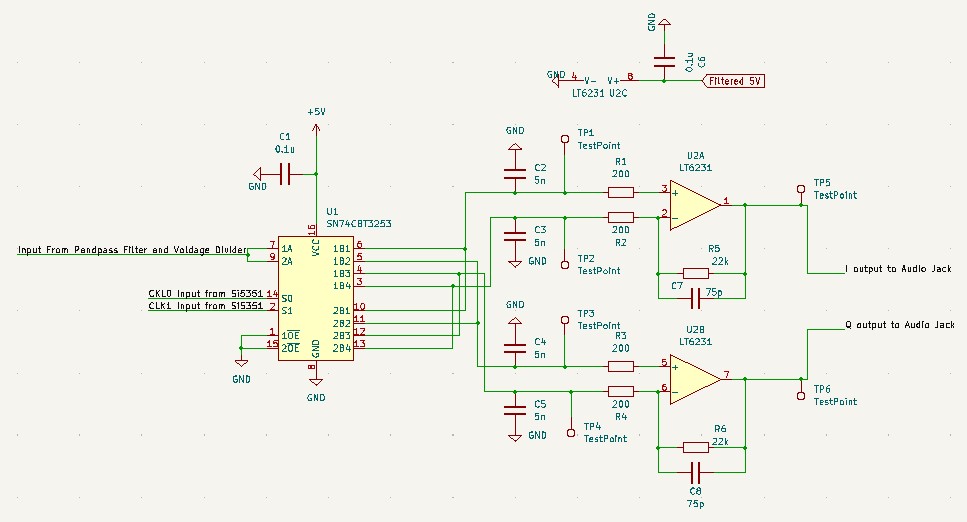 GND
0.1u
C6
GND 4 V- V+ 8
Filtered 5V
LT6231 U2C
+5V
C1
0.1u
GND
GND
C2
5n
TP1
TestPoint
R1
200
U2A
LT6231
3
+
2
-
1
TP5
TestPoint
200
R2
C3
5n
GND
TP2
TestPoint
R5
22k
C7
75p
I output to Audio Jack
U1
SN74CBT3253
16
VCC
Input From Pandpass Filter and Voldage Divider
7 1A
9 2A
CKL0 Input from Si5351 14 S0
CLK1 Input from Si5351 2 S1
1 1OE
15 2OE
GND
8
GND
GND
1B1 6
1B2 5
1B3 4
1B4 3
2B1 10
2B2 11
2B3 12
2B4 13
GND
C4
5n
TP3
TestPoint
R3
200
U2B
LT6231
5
+
6
-
7
Q output to Audio Jack
TP6
TestPoint
200
R4
C5
5n
GND
TP4
TestPoint
R6
22k
C8
75p